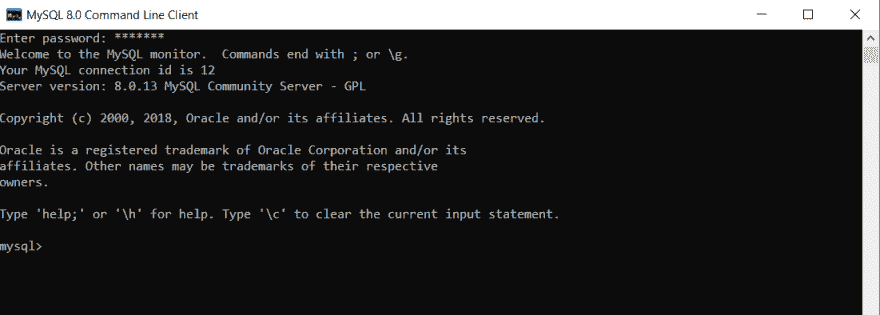 MySQL 8.0 Command Line Client
Enter password: *******
Welcome to the MySQL monitor.  Commands end with ; or \g.
Your MySQL connection id is 12
Server version: 8.0.13 MySQL Community Server - GPL
Copyright (c) 2000, 2018, Oracle and/or its affiliates. All rights reserved.
Oracle is a registered trademark of Oracle Corporation and/or its
affiliates. Other names may be trademarks of their respective
owners.
Type 'help;' or '\h' for help. Type '\c' to clear the current input statement.
mysql>